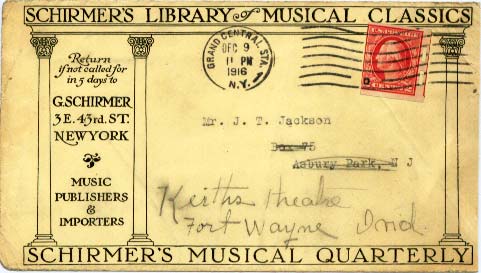 SCHIRMER'S LIBRARY of MUSICAL CLASSICS
Return
if not called for
in 5 days to
G. SCHIRMER
3 E. 43rd. ST.
NEW YORK
MUSIC
PUBLISHERS
&
IMPORTERS
GRAND CENTRAL STA.
DEC 9
11 PM
1916
N.Y.
Mr. J. T. Jackson
Box 75
Asbury Park, N J
Keiths theatre
Fort Wayne Ind.
SCHIRMER'S MUSICAL QUARTERLY